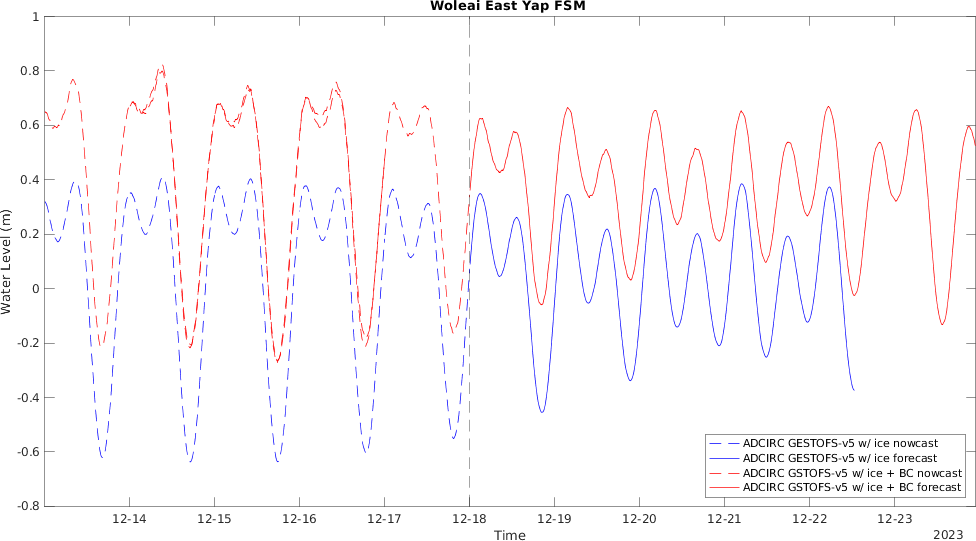 Woleai East Yap FSM
1
0.8
0.6
0.4
0.2
0
-0.2
-0.4
-0.6
-0.8
Water Level (m)
12-14 12-15 12-16 12-17 12-18 12-19 12-20 12-21 12-22 12-23
Time
2023
ADCIRC GESTOFS-v5 w/ ice nowcast
ADCIRC GESTOFS-v5 w/ ice forecast
ADCIRC GSTOFS-v5 w/ ice + BC nowcast
ADCIRC GSTOFS-v5 w/ ice + BC forecast